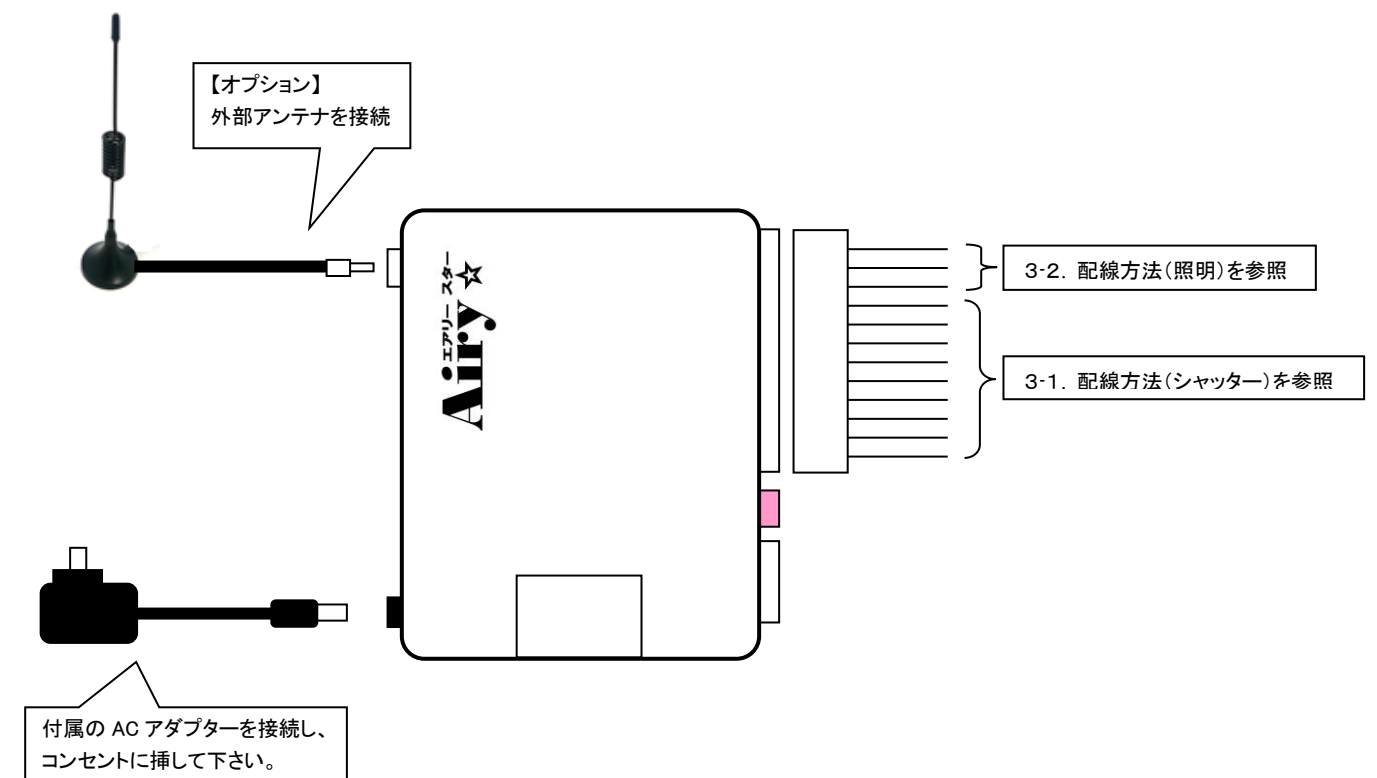 【オプション】
外部アンテナを接続
エアリー スター
Airy☆
3-2. 配線方法(照明)を参照
3-1. 配線方法(シャッター)を参照
付属の AC アダプターを接続し、
コンセントに挿して下さい。